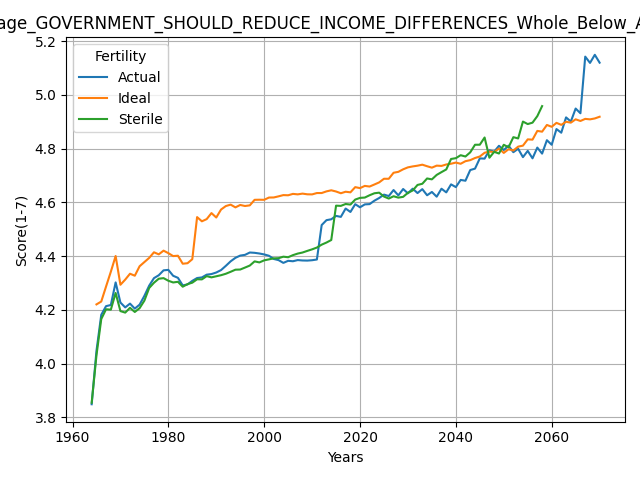 age_GOVERNMENT_SHOULD_REDUCE_INCOME_DIFFERENCES_Whole_Below_A
Fertility
Actual
Ideal
Sterile
Score(1-7)
5.2
5.0
4.8
4.6
4.4
4.2
4.0
3.8
1960 1980 2000 2020 2040 2060
Years